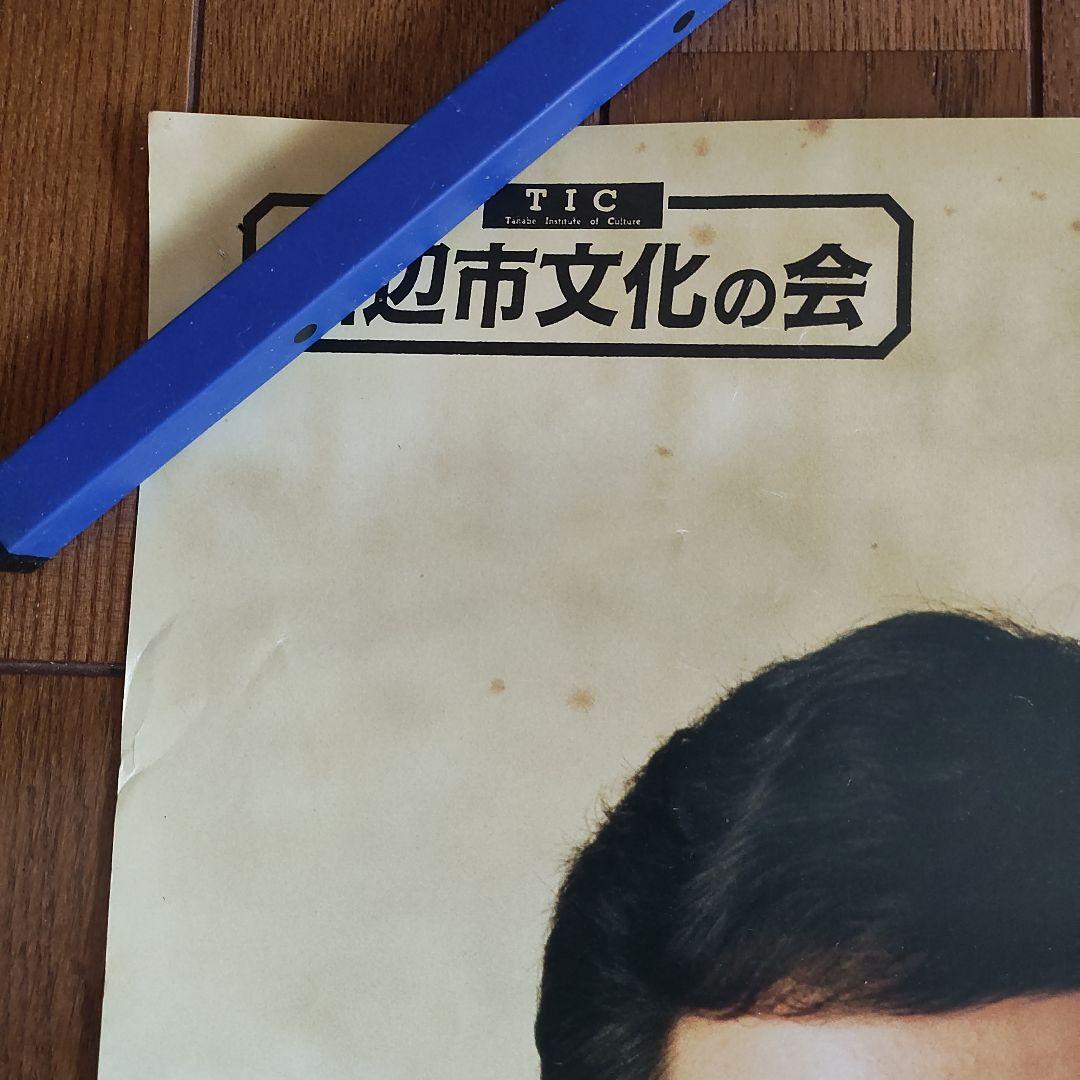 TIC
Tanabe Institute of Culture
辺市文化の会